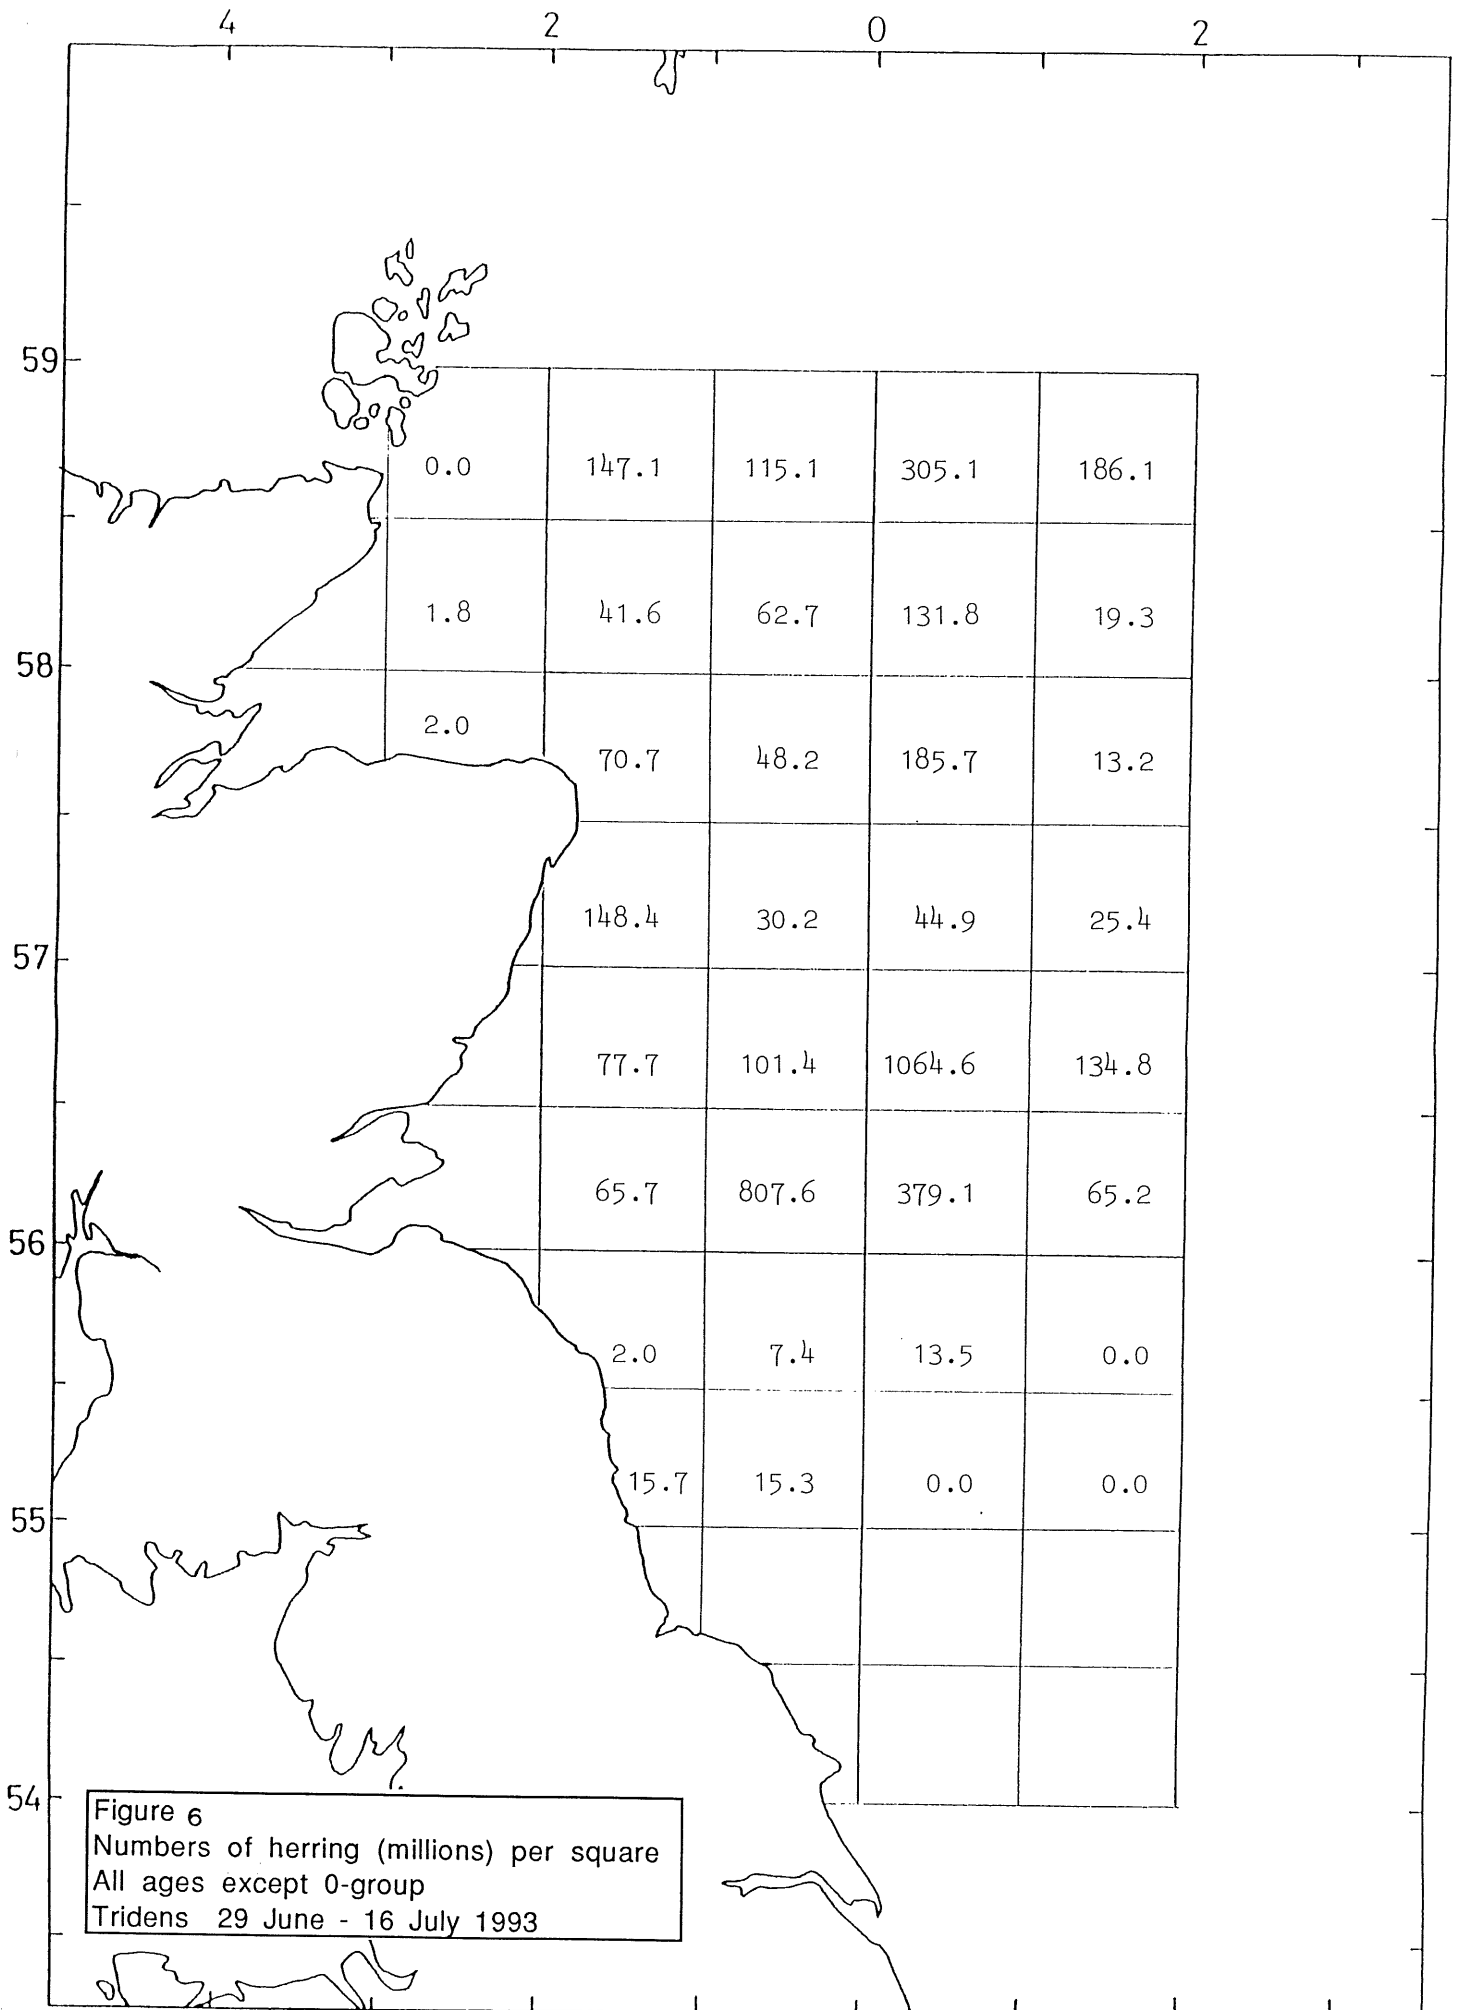 4 2 0 2
59
0.0 147.1 115.1 305.1 186.1
1.8 41.6 62.7 131.8 19.3
58
2.0
70.7 48.2 185.7 13.2
148.4 30.2 44.9 25.4
57
77.7 101.4 1064.6 134.8
65.7 807.6 379.1 65.2
56
2.0 7.4 13.5 0.0
15.7 15.3 0.0 0.0
55
54
Figure 6
Numbers of herring (millions) per square
All ages except 0-group
Tridens 29 June - 16 July 1993